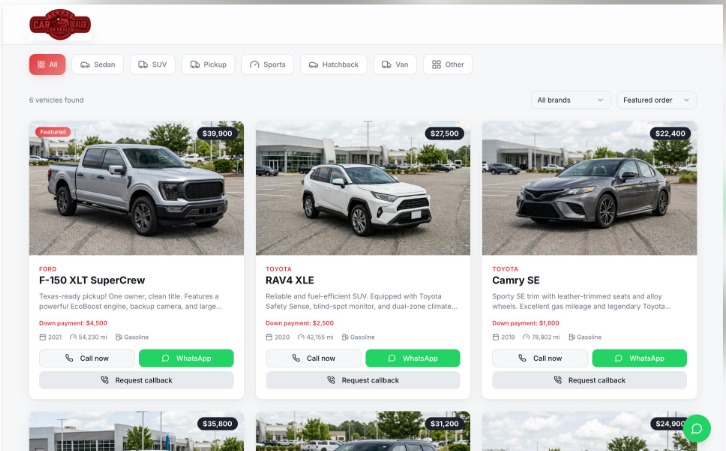 TEXAS
CAR DEALER
All
Sedan
SUV
Pickup
Sports
Hatchback
Van
Other
6 vehicles found
All brands
Featured order
Featured
$39,900
$27,500
$22,400
FORD
F-150 XLT SuperCrew
Texas-ready pickup! One owner, clean title. Features a
powerful EcoBoost engine, backup camera, and large...
Down payment: $4,500
2021
54,230 mi
Gasoline
Call now
WhatsApp
Request callback
TOYOTA
RAV4 XLE
Reliable and fuel-efficient SUV. Equipped with Toyota
Safety Sense, blind-spot monitor, and dual-zone climate...
Down payment: $2,500
2020
42,155 mi
Gasoline
Call now
WhatsApp
Request callback
TOYOTA
Camry SE
Sporty SE trim with leather-trimmed seats and alloy
wheels. Excellent gas mileage and legendary Toyota...
Down payment: $1,800
2019
78,902 mi
Gasoline
Call now
WhatsApp
Request callback
$35,800
$31,200
$24,900